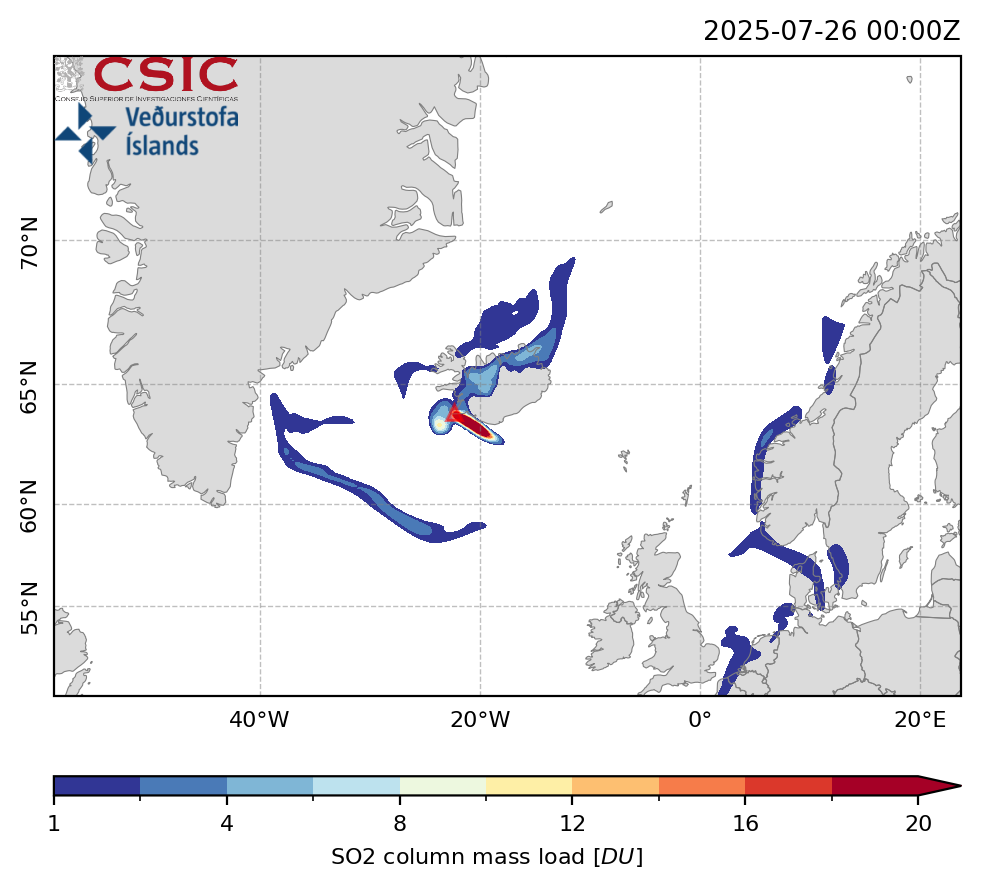 2025-07-26 00:00Z
CSIC
CONSEJO SUPERIOR DE INVESTIGACIONES CIENTÍFICAS
Veðurstofa
Íslands
70°N
65°N
60°N
55°N
40°W 20°W 0° 20°E
1 4 8 12 16 20
SO2 column mass load [DU]